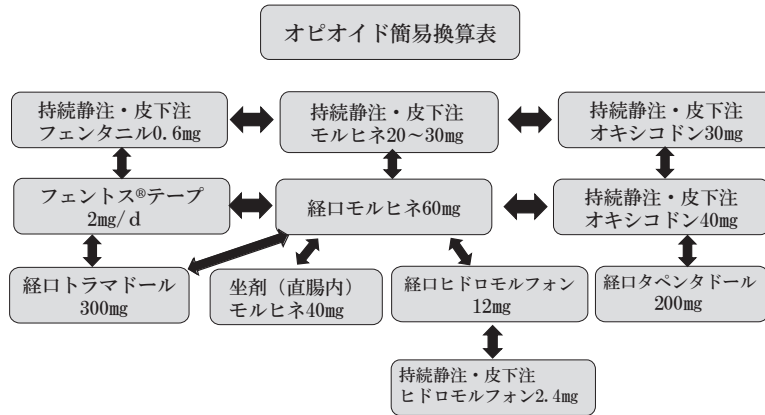 オピオイド簡易換算表
持続静注・皮下注
フェンタニル0.6mg
持続静注・皮下注
モルヒネ20～30mg
持続静注・皮下注
オキシコドン30mg
フェントス®テープ
2mg/d
経口モルヒネ60mg
持続静注・皮下注
オキシコドン40mg
経口トラマドール
300mg
坐剤（直腸内）
モルヒネ40mg
経口ヒドロモルフォン
12mg
経口タペンタドール
200mg
持続静注・皮下注
ヒドロモルフォン2.4mg